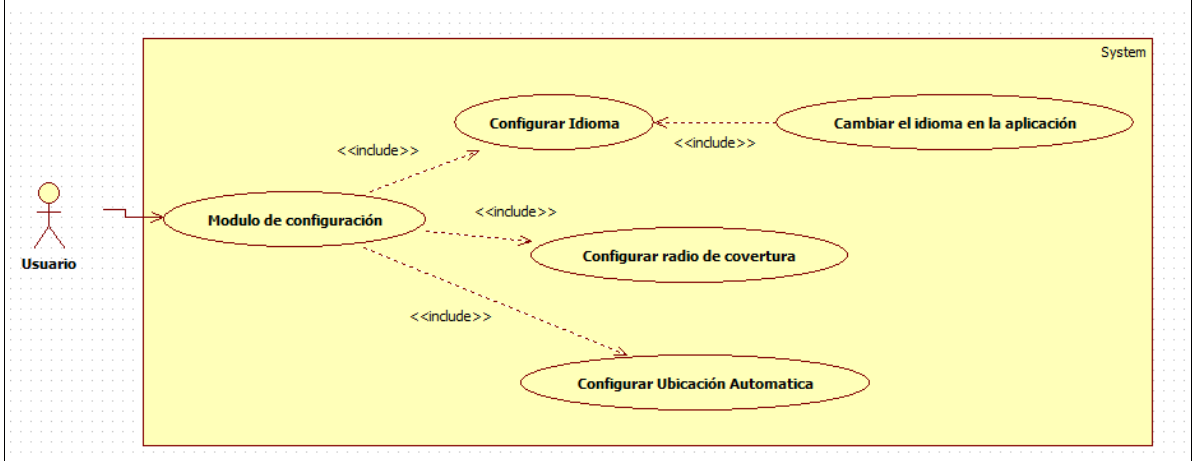 System
Configurar Idioma
Cambiar el idioma en la aplicación
<<include>>
<<include>>
Modulo de configuración
<<include>>
Configurar radio de covertura
Usuario
<<include>>
Configurar Ubicación Automatica